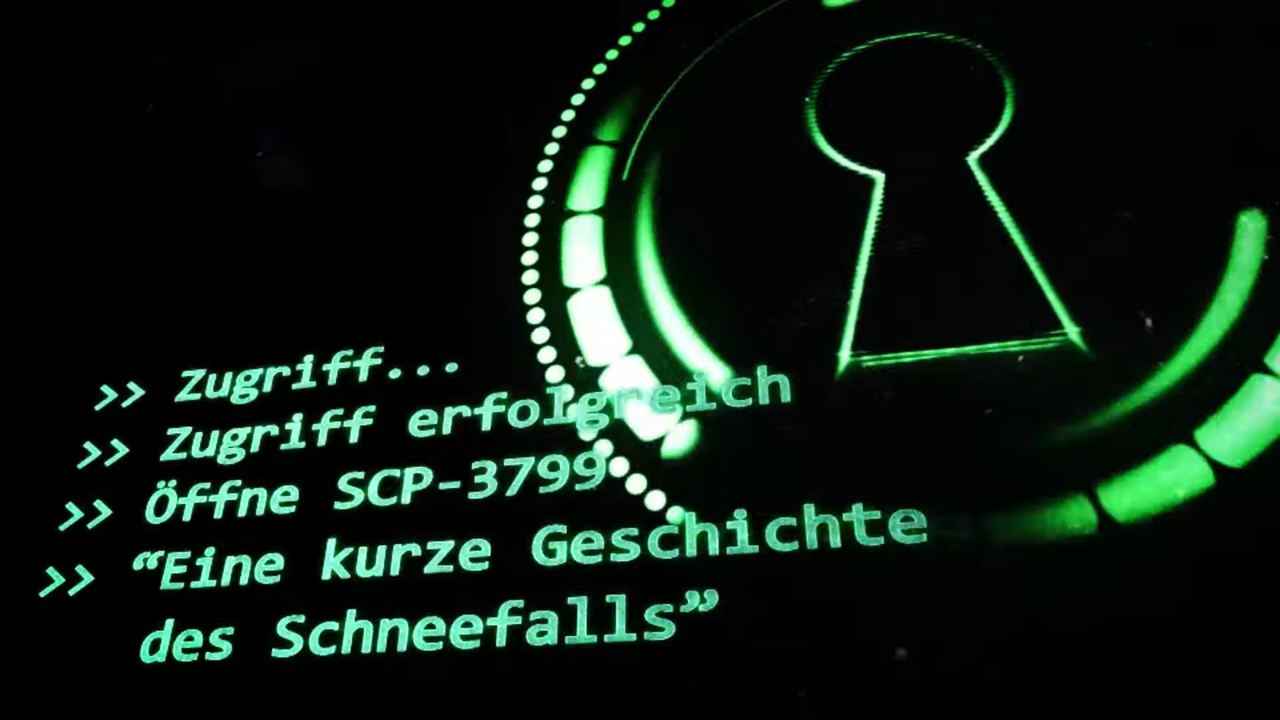 >> Zugriff...
>> Zugriff erfolgreich
>> Öffne SCP-3799
>> “Eine kurze Geschichte
des Schneefalls”